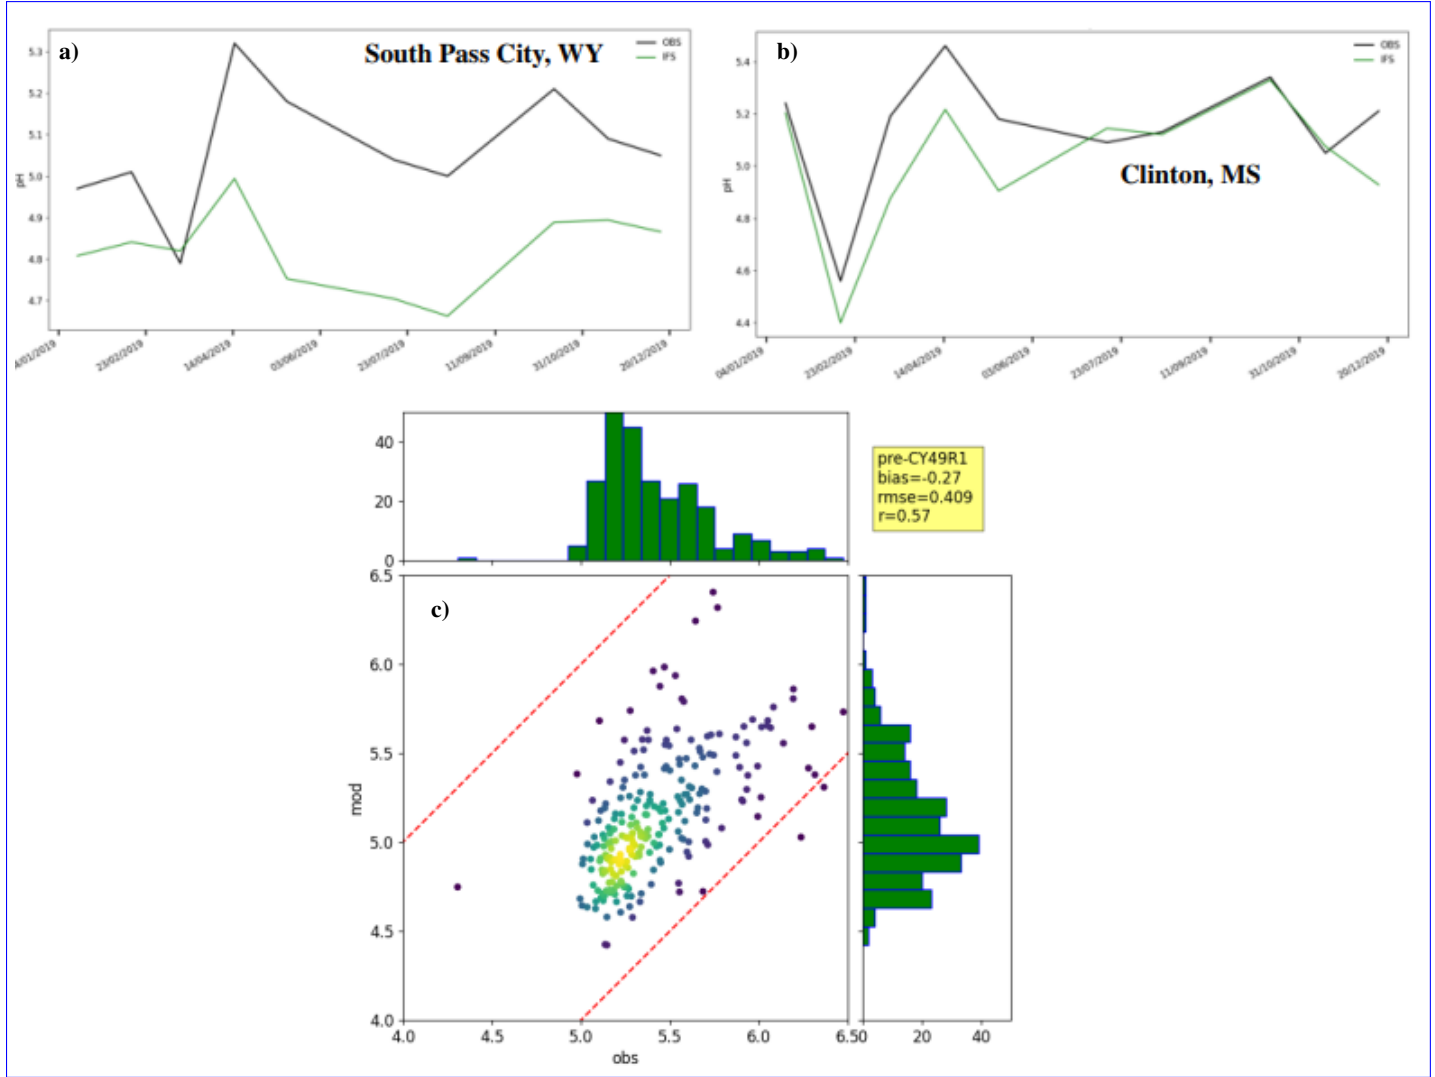 a)
South Pass City, WY
OBS
IFS
5.3
5.2
5.1
5.0
4.9
4.8
4.7
pH
4/01/2019
23/02/2019
14/04/2019
03/06/2019
23/07/2019
11/09/2019
31/10/2019
20/12/2019
b)
OBS
IFS
Clinton, MS
5.4
5.2
5.0
4.8
4.6
4.4
pH
04/01/2019
23/02/2019
14/04/2019
03/06/2019
23/07/2019
11/09/2019
31/10/2019
20/12/2019
40
20
0
pre-CY49R1
bias=-0.27
rmse=0.409
r=0.57
c)
6.5
6.0
5.5
5.0
4.5
4.0
mod
4.0 4.5 5.0 5.5 6.0 6.5
obs
0 20 40